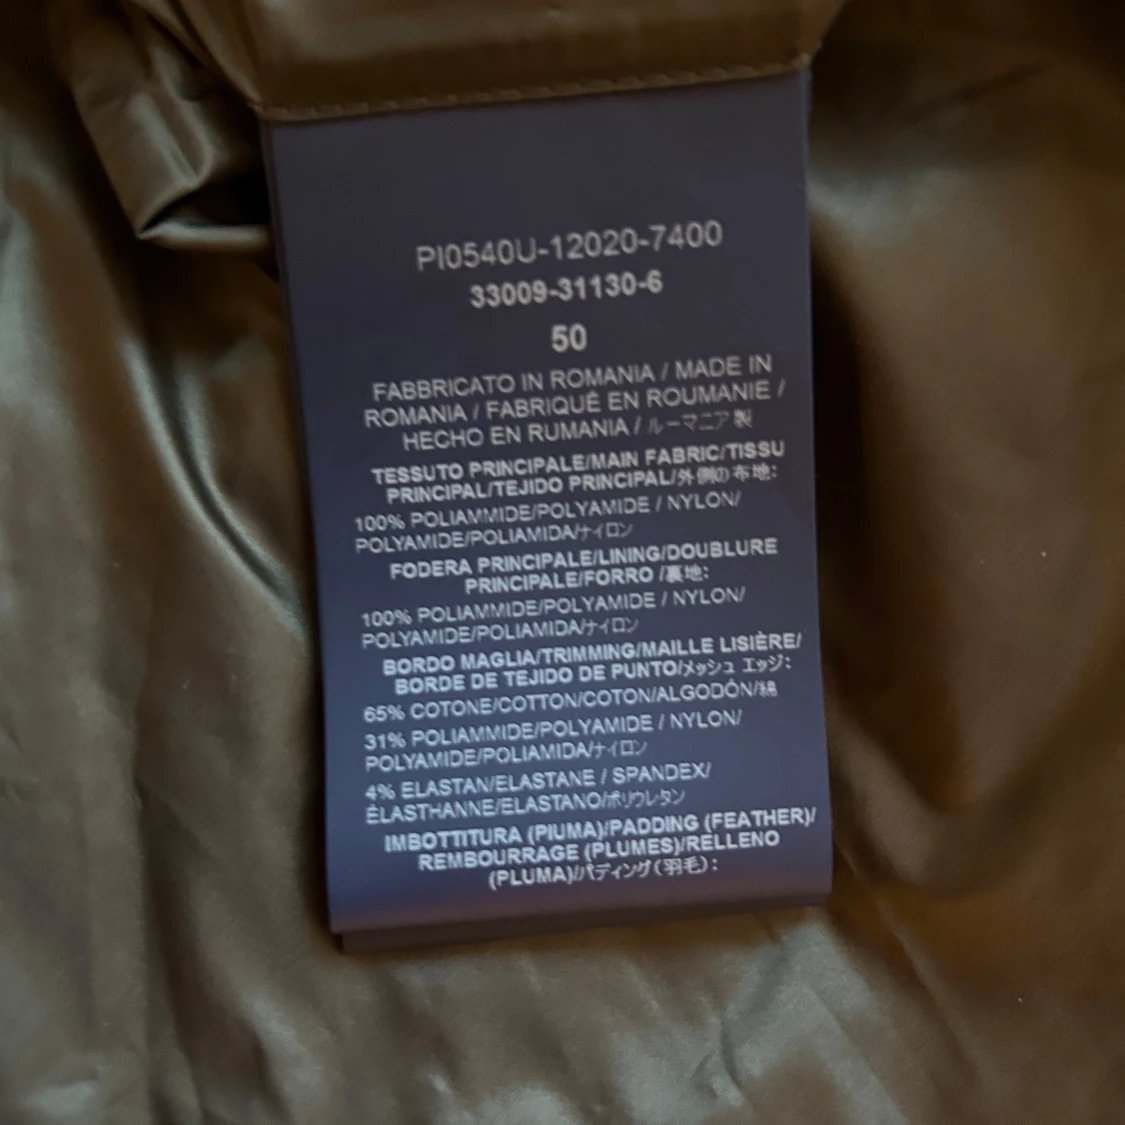 PI0540U-12020-7400
33009-31130-6
50
FABBRICATO IN ROMANIA / MADE IN
ROMANIA / FABRIQUÉ EN ROUMANIE /
HECHO EN RUMANIA / ルーマニア製
TESSUTO PRINCIPALE/MAIN FABRIC/TISSU
PRINCIPAL/TEJIDO PRINCIPAL/外側の布地:
100% POLIAMMIDE/POLYAMIDE / NYLON/
POLYAMIDE/POLIAMIDA/ナイロン
FODERA PRINCIPALE/LINING/DOUBLURE
PRINCIPALE/FORRO /裏地:
100% POLIAMMIDE/POLYAMIDE / NYLON/
POLYAMIDE/POLIAMIDA/ナイロン
BORDO MAGLIA/TRIMMING/MAILLE LISIÈRE/
BORDE DE TEJIDO DE PUNTO/メッシュ エッジ:
65% COTONE/COTTON/COTON/ALGODÓN/綿
31% POLIAMMIDE/POLYAMIDE / NYLON/
POLYAMIDE/POLIAMIDA/ナイロン
4% ELASTAN/ELASTANE / SPANDEX/
ÉLASTHANNE/ELASTANO/ポリウレタン
IMBOTTITURA (PIUMA)/PADDING (FEATHER)/
REMBOURRAGE (PLUMES)/RELLENO
(PLUMA)/パディング(羽毛):